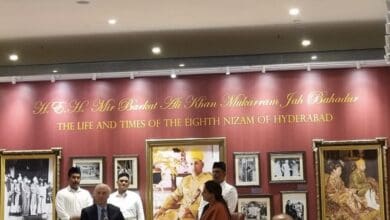 H.E.H. Mir Barkat Ali Khan Mukarram Jah Bahadur
THE LIFE AND TIMES OF THE EIGHTH NIZAM OF HYDERABAD